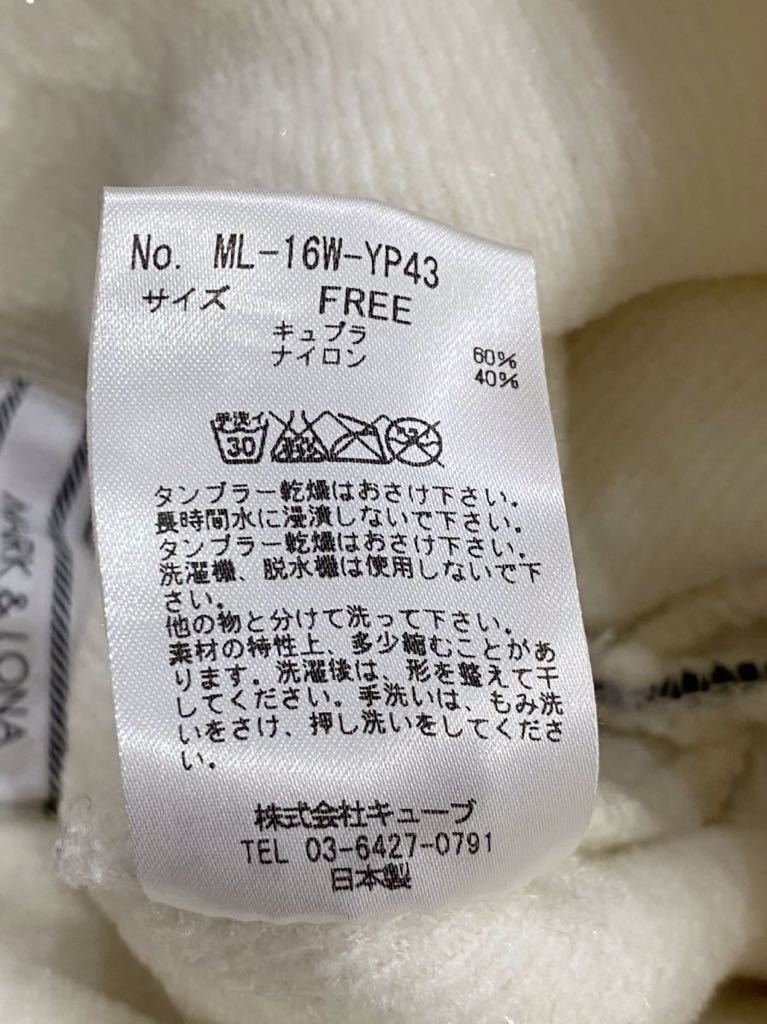 No. ML-16W-YP43
サイズ FREE
キュプラ 60%
ナイロン 40%
手洗イ
30
タンブラー乾燥はおさけ下さい。
長時間水に浸漬しないで下さい。
タンブラー乾燥はおさけ下さい。
洗濯機、脱水機は使用しないで下
さい。
他の物と分けて洗って下さい。
素材の特性上、多少縮むことがあ
ります。洗濯後は、形を整えて干
してください。手洗いは、もみ洗
いをさけ、押し洗いをしてくださ
い。
株式会社キューブ
TEL 03-6427-0791
日本製
MARK & LONA